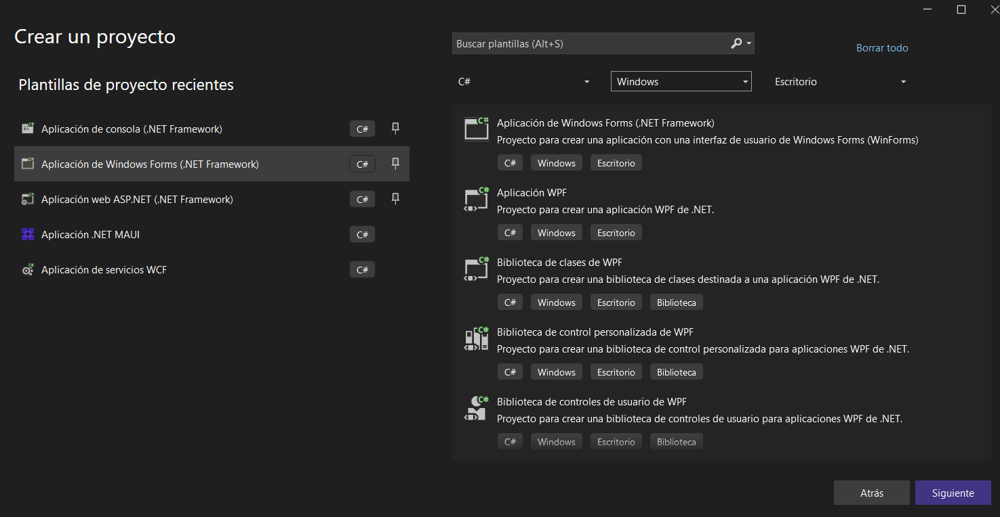 Crear un proyecto
Plantillas de proyecto recientes
Aplicación de consola (.NET Framework) C#
Aplicación de Windows Forms (.NET Framework) C#
Aplicación web ASP.NET (.NET Framework) C#
Aplicación .NET MAUI C#
Aplicación de servicios WCF C#
Buscar plantillas (Alt+S)
Borrar todo
C# Windows Escritorio
C#
Aplicación de Windows Forms (.NET Framework)
Proyecto para crear una aplicación con una interfaz de usuario de Windows Forms (WinForms)
C# Windows Escritorio
C#
Aplicación WPF
Proyecto para crear una aplicación WPF de .NET.
C# Windows Escritorio
C#
Biblioteca de clases de WPF
Proyecto para crear una biblioteca de clases destinada a una aplicación WPF de .NET.
C# Windows Escritorio Biblioteca
C#
Biblioteca de control personalizada de WPF
Proyecto para crear una biblioteca de control personalizada para aplicaciones WPF de .NET.
C# Windows Escritorio Biblioteca
C#
Biblioteca de controles de usuario de WPF
Proyecto para crear una biblioteca de controles de usuario para aplicaciones WPF de .NET.
C# Windows Escritorio Biblioteca
Atrás Siguiente